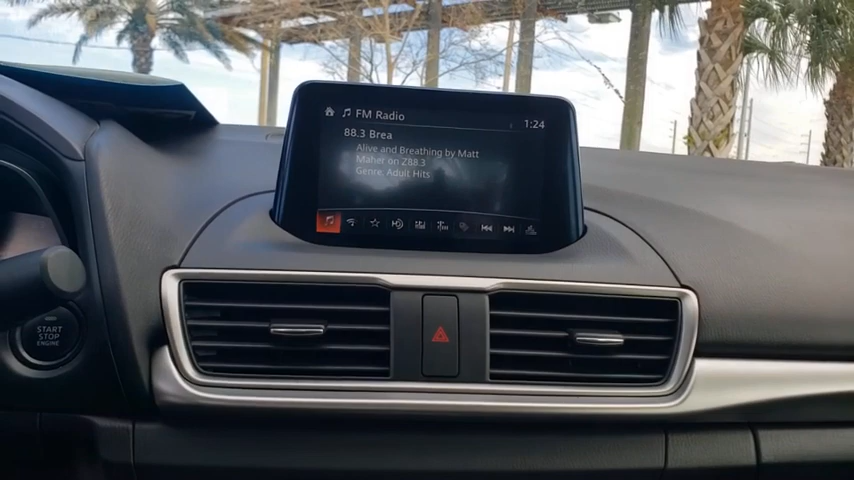 FM Radio
1:24
88.3 Brea
Alive and Breathing by Matt
Maher on Z88.3
Genre: Adult Hits
START
STOP
ENGINE